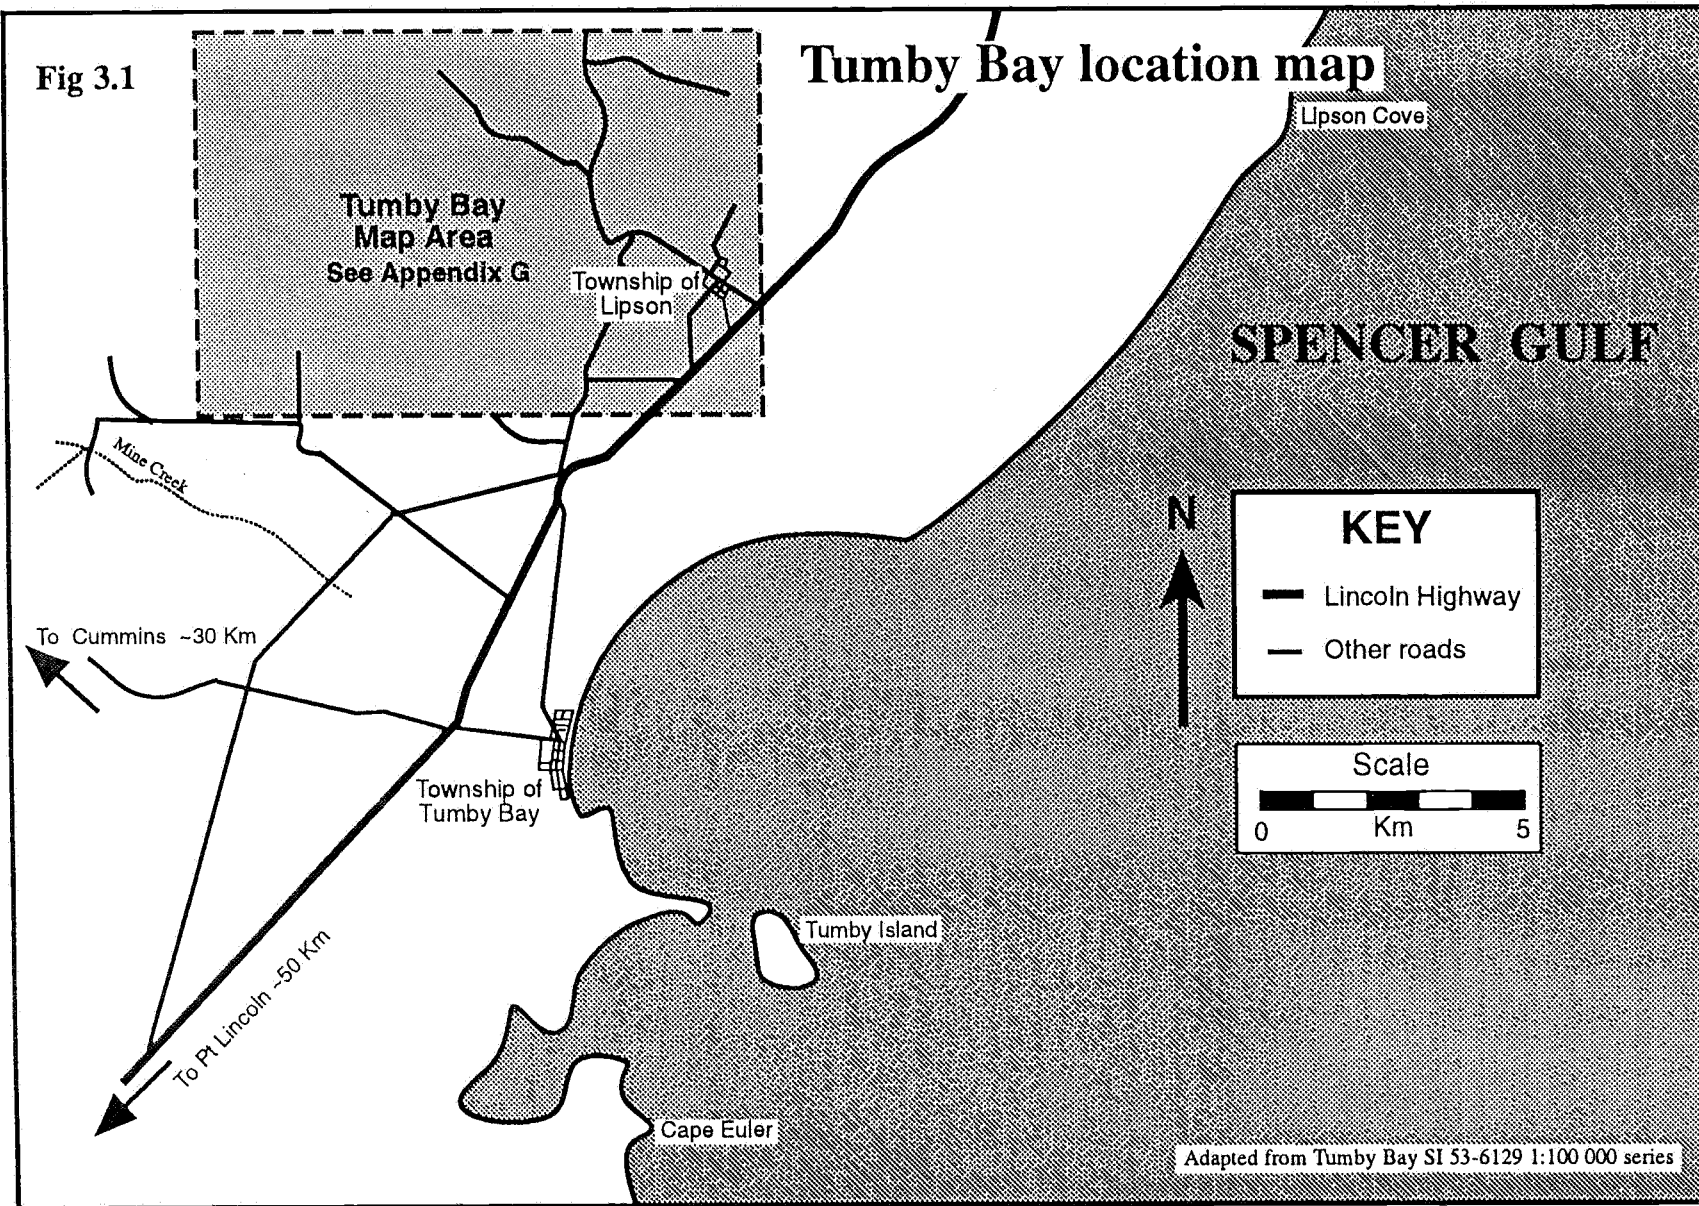 Fig 3.1
Tumby Bay location map
Lipson Cove
Tumby Bay
Map Area
See Appendix G
Township of
Lipson
SPENCER GULF
Mine Creek
N
KEY
Lincoln Highway
Other roads
To Cummins ~30 Km
Scale
0 Km 5
Township of
Tumby Bay
Tumby Island
To Pt Lincoln ~50 Km
Cape Euler
Adapted from Tumby Bay SI 53-6129 1:100 000 series